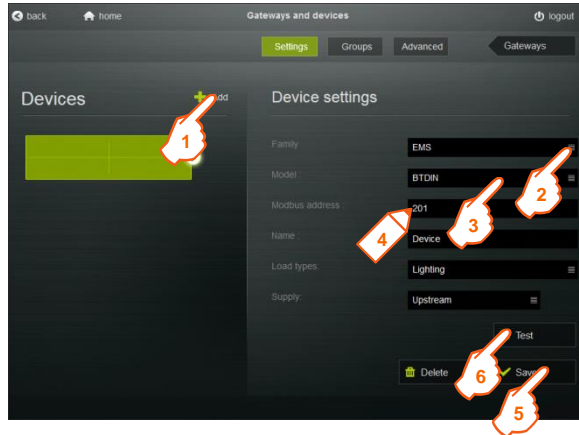 back home Gateways and devices logout
Settings Groups Advanced Gateways
Devices Add Device settings
1
Family EMS
2
Model BTDIN
3
Modbus address 201
4
Name Device
Load types: Lighting
Supply: Upstream
Test
6
Delete Save
5